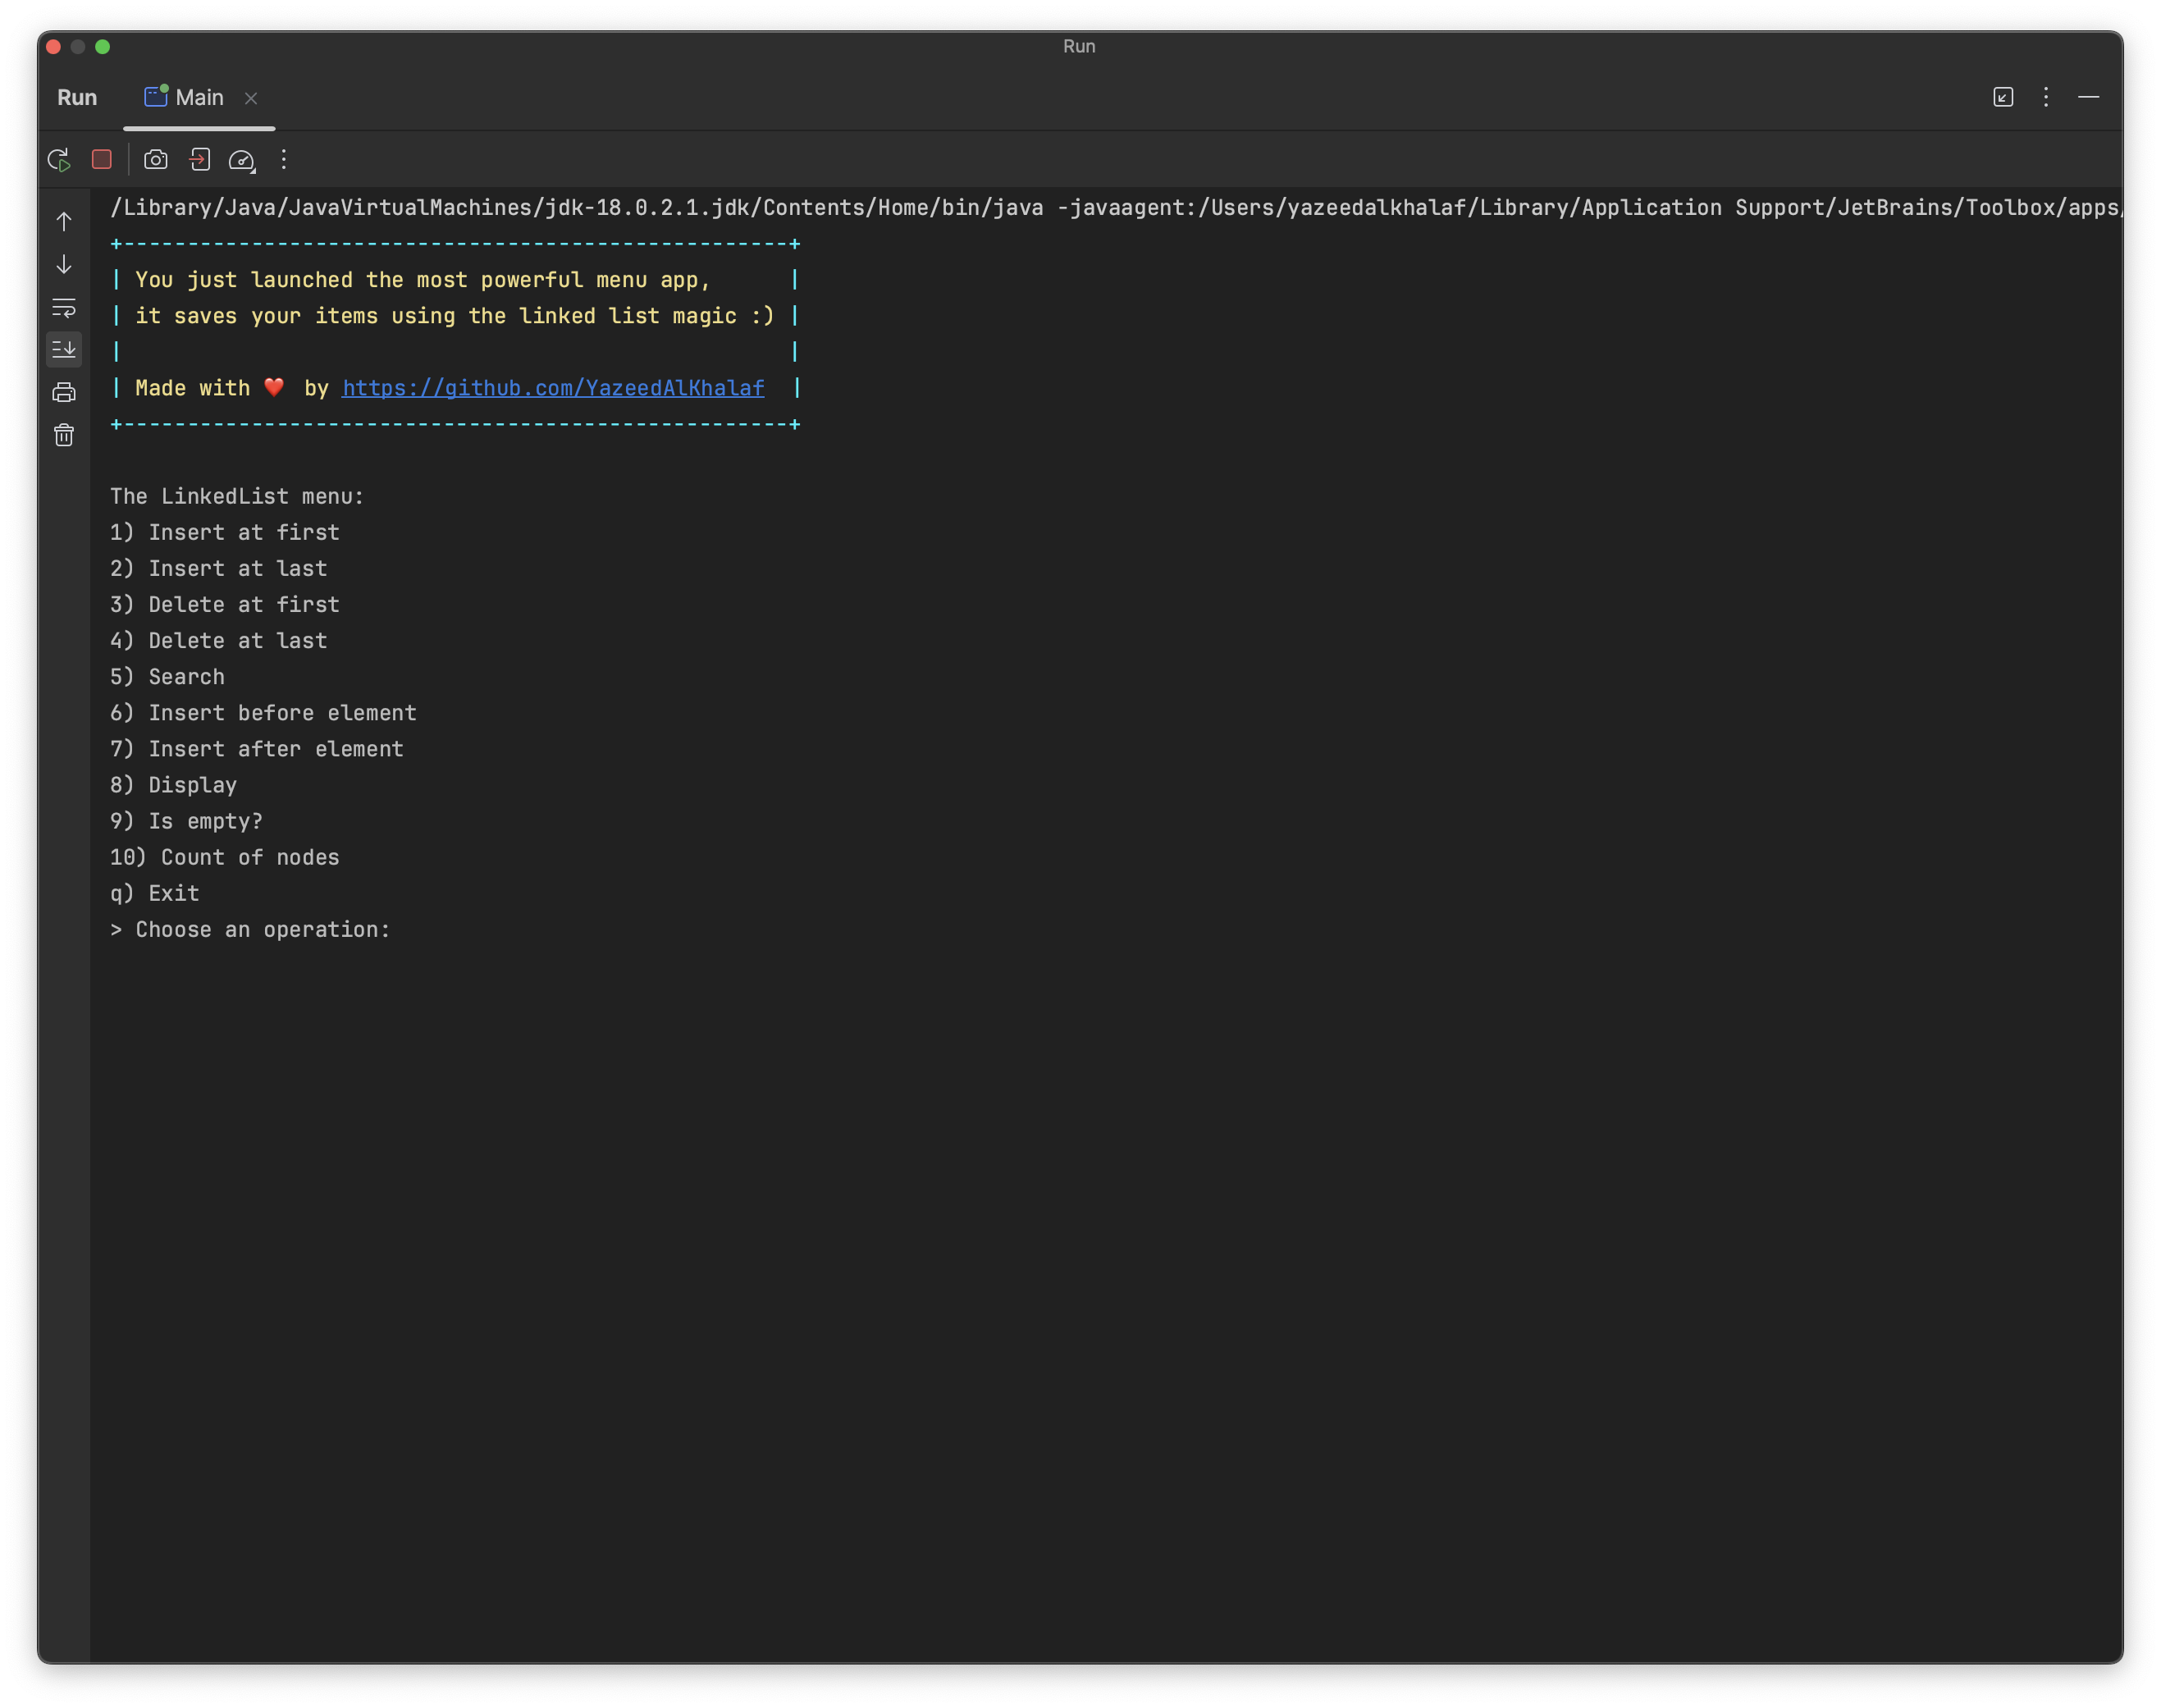 Run
Run Main
/Library/Java/JavaVirtualMachines/jdk-18.0.2.1.jdk/Contents/Home/bin/java -javaagent:/Users/yazeedalkhalaf/Library/Application Support/JetBrains/Toolbox/apps/
+----------------------------------------------------+
| You just launched the most powerful menu app,      |
| it saves your items using the linked list magic :) |
|                                                    |
| Made with ❤️ by https://github.com/YazeedAlKhalaf  |
+----------------------------------------------------+
The LinkedList menu:
1) Insert at first
2) Insert at last
3) Delete at first
4) Delete at last
5) Search
6) Insert before element
7) Insert after element
8) Display
9) Is empty?
10) Count of nodes
q) Exit
> Choose an operation: